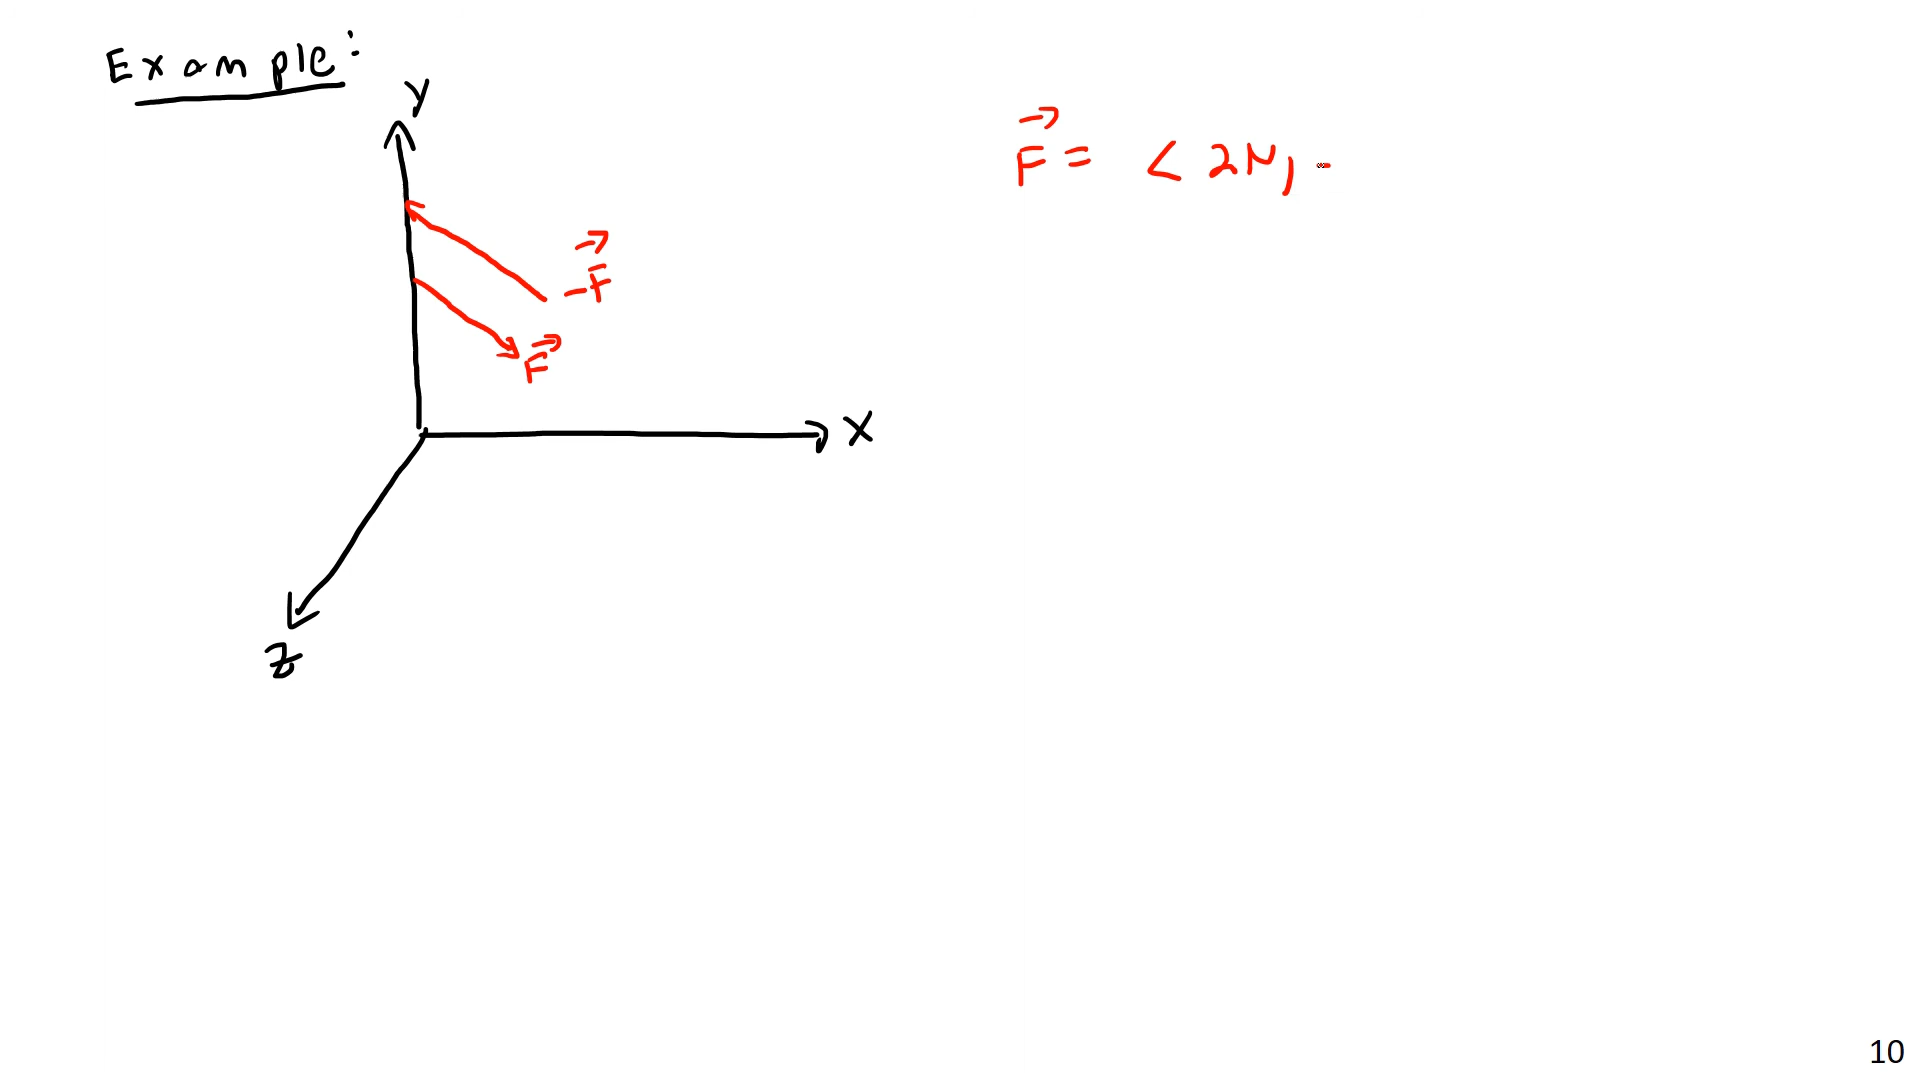 Example:
y
F = < 2N, -
-F
F
x
z
10